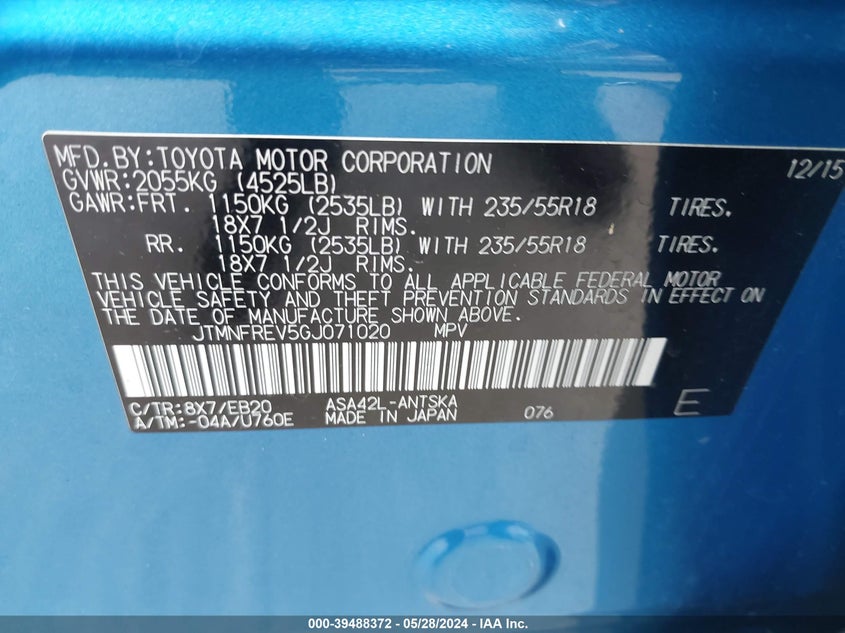 MFD.BY:TOYOTA MOTOR CORPORATION 12/15
GVWR:2055KG (4525LB)
GAWR:FRT. 1150KG (2535LB) WITH 235/55R18 TIRES.
18X7 1/2J RIMS.
RR. 1150KG (2535LB) WITH 235/55R18 TIRES.
18X7 1/2J RIMS.
THIS VEHICLE CONFORMS TO ALL APPLICABLE FEDERAL MOTOR
VEHICLE SAFETY AND THEFT PREVENTION STANDARDS IN EFFECT ON
THE DATE OF MANUFACTURE SHOWN ABOVE.
JTMNFREV5GJ071020 MPV
C/TR:8X7/EB20 ASA42L-ANTSKA
A/TM:-04A/U760E MADE IN JAPAN 076 E
000-39488372 / 05/28/2024 - IAA Inc.